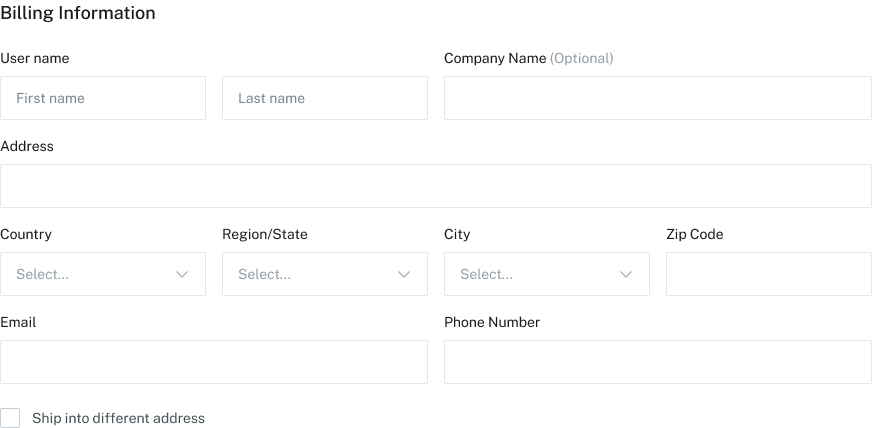 Billing Information
User name
Company Name (Optional)
First name
Last name
Address
Country
Region/State
City
Zip Code
Select...
Select...
Select...
Email
Phone Number
Ship into different address